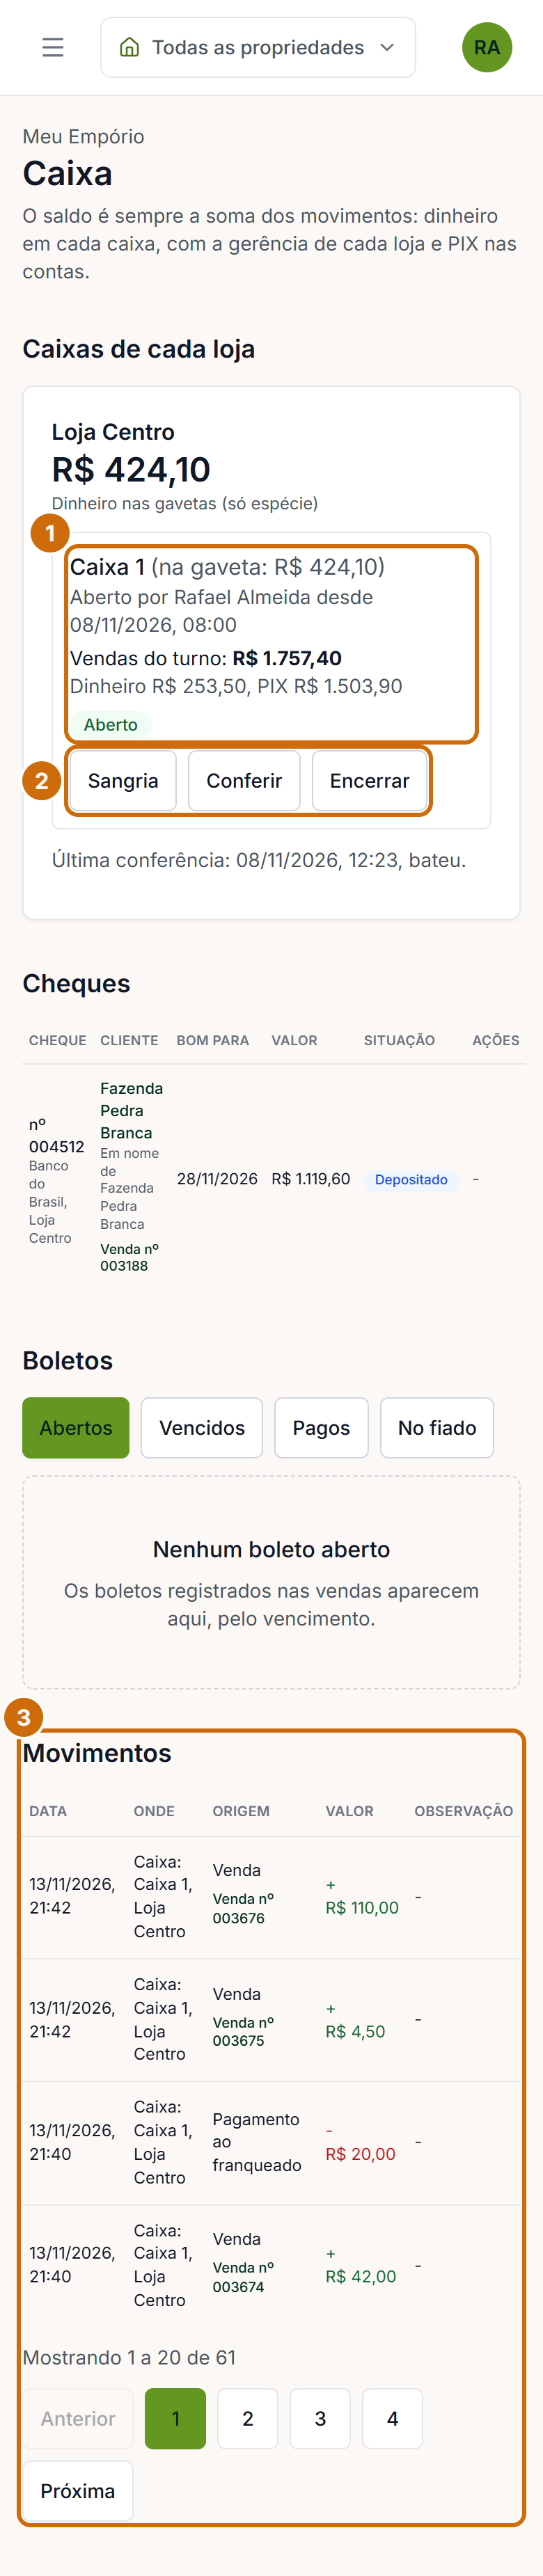 Todas as propriedades
RA
Meu Empório
Caixa
O saldo é sempre a soma dos movimentos: dinheiro
em cada caixa, com a gerência de cada loja e PIX nas
contas.
Caixas de cada loja
Loja Centro
R$ 424,10
Dinheiro nas gavetas (só espécie)
1
Caixa 1 (na gaveta: R$ 424,10)
Aberto por Rafael Almeida desde
08/11/2026, 08:00
Vendas do turno: R$ 1.757,40
Dinheiro R$ 253,50, PIX R$ 1.503,90
Aberto
2
Sangria Conferir Encerrar
Última conferência: 08/11/2026, 12:23, bateu.
Cheques
CHEQUE CLIENTE BOM PARA VALOR SITUAÇÃO AÇÕES
nº
004512
Banco
do
Brasil,
Loja
Centro
Fazenda
Pedra
Branca
Em nome
de
Fazenda
Pedra
Branca
Venda nº
003188
28/11/2026 R$ 1.119,60 Depositado -
Boletos
Abertos Vencidos Pagos No fiado
Nenhum boleto aberto
Os boletos registrados nas vendas aparecem
aqui, pelo vencimento.
3
Movimentos
DATA ONDE ORIGEM VALOR OBSERVAÇÃO
13/11/2026,
21:42
Caixa:
Caixa 1,
Loja
Centro
Venda
Venda nº
003676
+
R$ 110,00
-
13/11/2026,
21:42
Caixa:
Caixa 1,
Loja
Centro
Venda
Venda nº
003675
+
R$ 4,50
-
13/11/2026,
21:40
Caixa:
Caixa 1,
Loja
Centro
Pagamento
ao
franqueado
-
R$ 20,00
-
13/11/2026,
21:40
Caixa:
Caixa 1,
Loja
Centro
Venda
Venda nº
003674
+
R$ 42,00
-
Mostrando 1 a 20 de 61
Anterior 1 2 3 4
Próxima